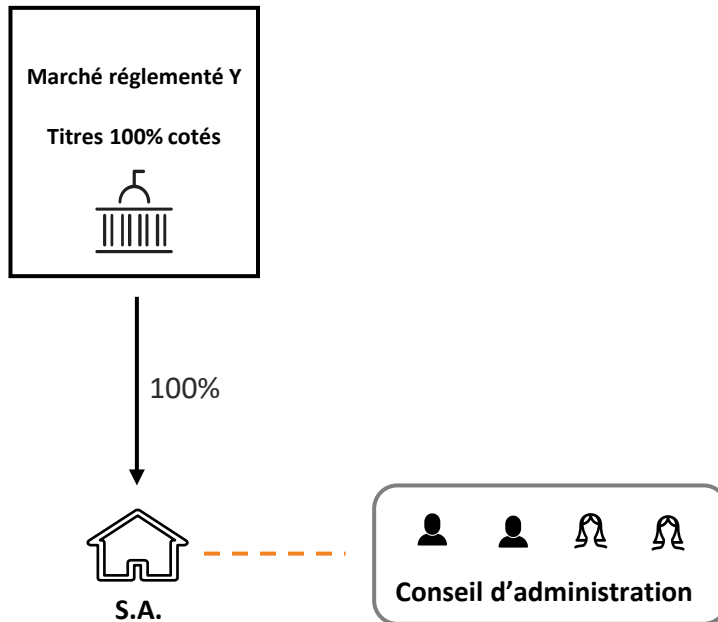 Marché réglementé Y
Titres 100% cotés
100%
S.A.
Conseil d’administration